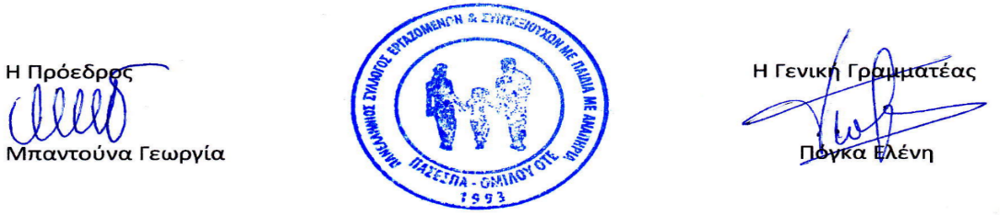 Η Πρόεδρος
Μπαντούνα Γεωργία
ΠΑΝΕΛΛΗΝΙΟΣ ΣΥΛΛΟΓΟΣ ΕΡΓΑΖΟΜΕΝΩΝ & ΣΥΝΤΑΞΙΟΥΧΩΝ ΜΕ ΠΑΙΔΙΑ ΜΕ ΑΝΑΠΗΡΙΑ
ΠΑΣΕΣΠΑ - ΟΜΙΛΟΥ ΟΤΕ
1993
Η Γενική Γραμματέας
Πόγκα Ελένη